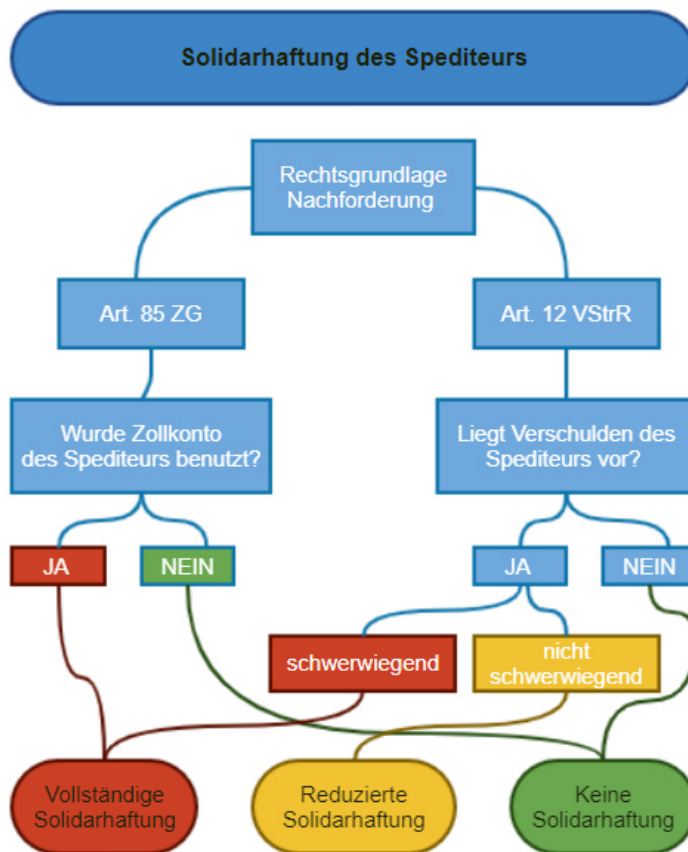 Solidarhaftung des Spediteurs
Rechtsgrundlage
Nachforderung
Art. 85 ZG
Art. 12 VStrR
Wurde Zollkonto
des Spediteurs benutzt?
Liegt Verschulden des
Spediteurs vor?
JA
NEIN
JA
NEIN
schwerwiegend
nicht
schwerwiegend
Vollständige
Solidarhaftung
Reduzierte
Solidarhaftung
Keine
Solidarhaftung